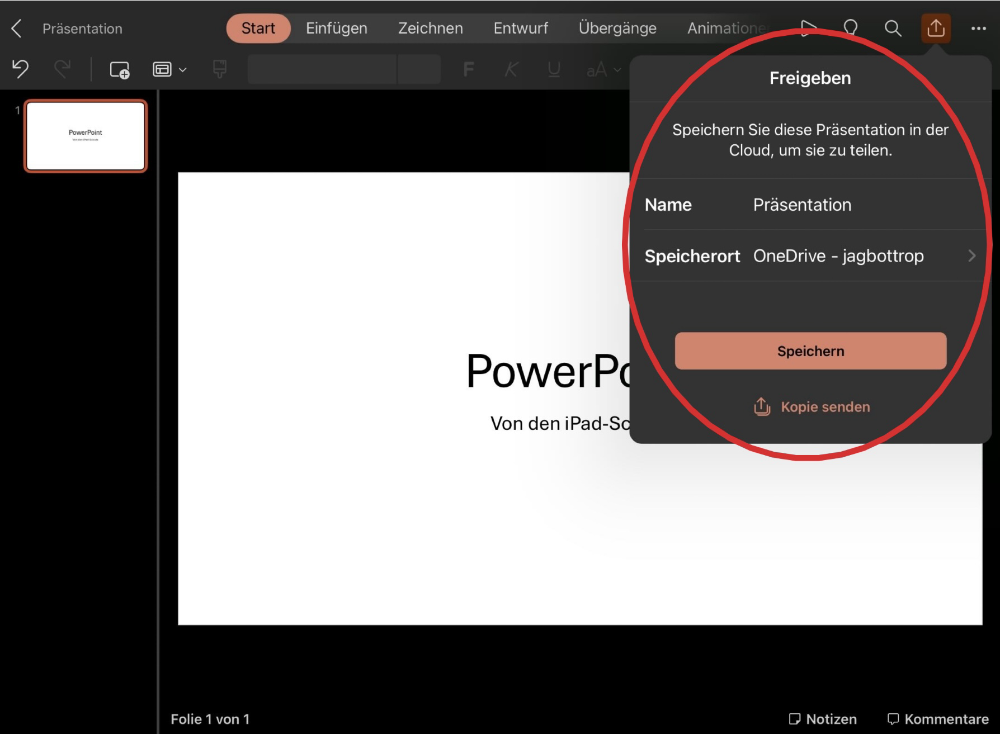 Präsentation
Start Einfügen Zeichnen Entwurf Übergänge Animatione
F K U aA
1
PowerPoint
Freigeben
Speichern Sie diese Präsentation in der
Cloud, um sie zu teilen.
Name Präsentation
Speicherort OneDrive - jagbottrop
Speichern
Kopie senden
PowerPo
Von den iPad-Sc
Folie 1 von 1
Notizen Kommentare